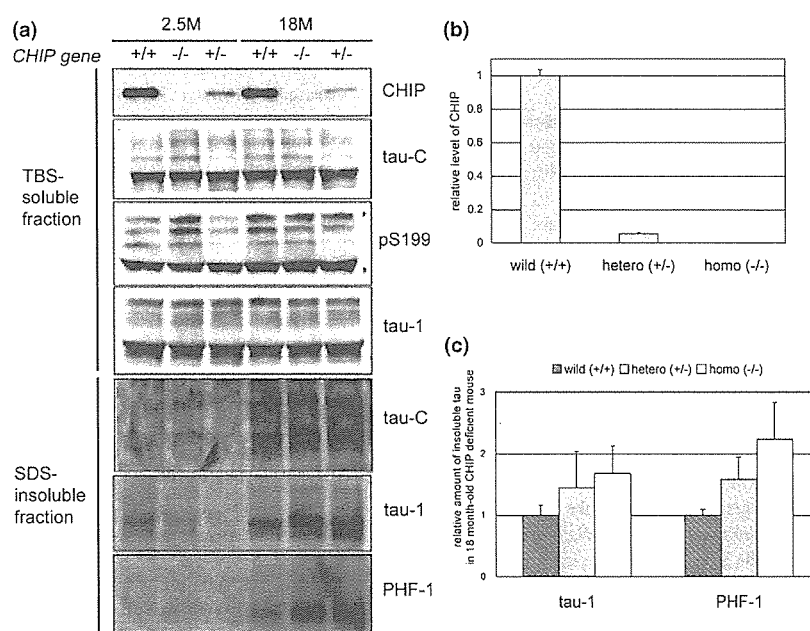 (a)
2.5M 18M
CHIP gene +/+ -/- +/- +/+ -/- +/-
TBS-
soluble
fraction
CHIP
tau-C
pS199
tau-1
SDS-
insoluble
fraction
tau-C
tau-1
PHF-1
(b)
relative level of CHIP
1
0.8
0.6
0.4
0.2
0
wild (+/+) hetero (+/-) homo (-/-)
(c)
wild (+/+) hetero (+/-) homo (-/-)
relative amount of insoluble tau
in 18 month-old CHIP deficient mouse
3
2
1
0
tau-1 PHF-1